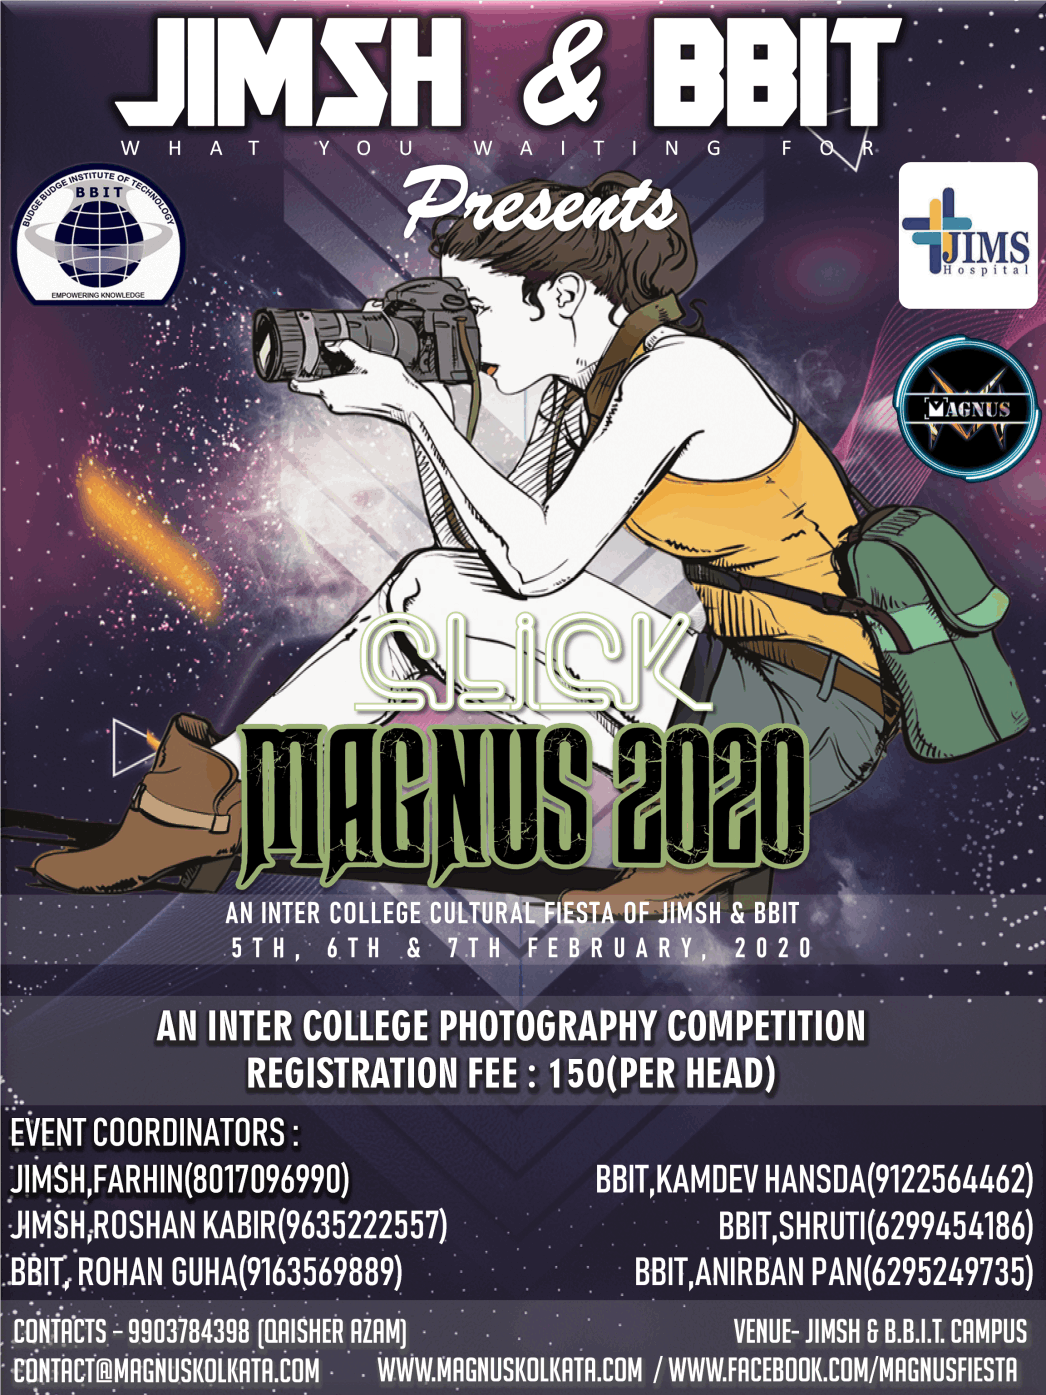 JIMSH & BBIT
WHAT YOU WAITING FOR
Presents
BUDGE BUDGE INSTITUTE OF TECHNOLOGY
BBIT
EMPOWERING KNOWLEDGE
JIMS
Hospital
MAGNUS
CLiCK
MAGNUS 2020
AN INTER COLLEGE CULTURAL FIESTA OF JIMSH & BBIT
5TH, 6TH & 7TH FEBRUARY, 2020
AN INTER COLLEGE PHOTOGRAPHY COMPETITION
REGISTRATION FEE : 150(PER HEAD)
EVENT COORDINATORS :
JIMSH,FARHIN(8017096990)
JIMSH,ROSHAN KABIR(9635222557)
BBIT, ROHAN GUHA(9163569889)
BBIT,KAMDEV HANSDA(9122564462)
BBIT,SHRUTI(6299454186)
BBIT,ANIRBAN PAN(6295249735)
CONTACTS - 9903784398 (QAISHER AZAM)
VENUE- JIMSH & B.B.I.T. CAMPUS
CONTACT@MAGNUSKOLKATA.COM
WWW.MAGNUSKOLKATA.COM / WWW.FACEBOOK.COM/MAGNUSFIESTA